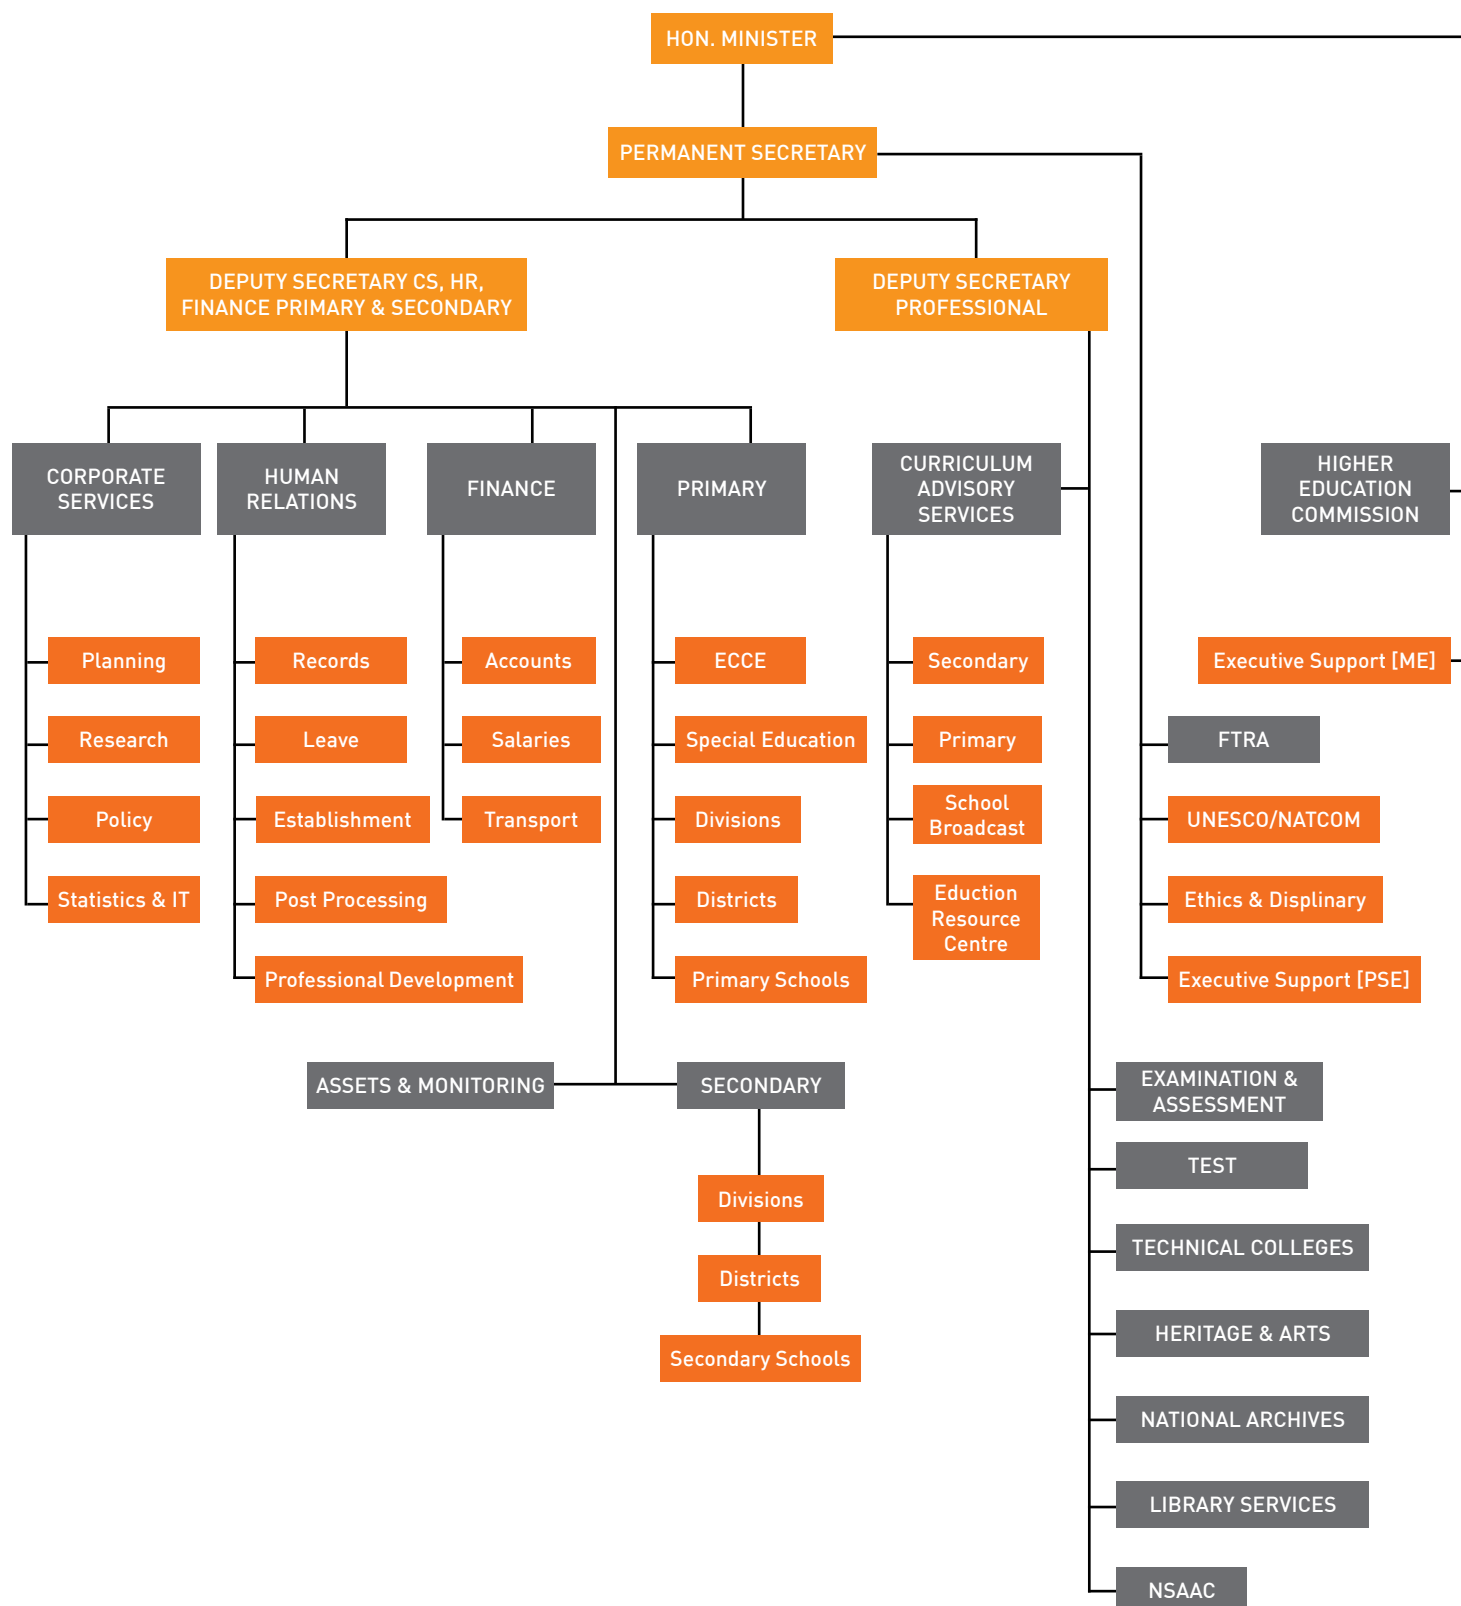 HON. MINISTER
PERMANENT SECRETARY
DEPUTY SECRETARY CS, HR,
FINANCE PRIMARY & SECONDARY
DEPUTY SECRETARY
PROFESSIONAL
CORPORATE
SERVICES
HUMAN
RELATIONS
FINANCE
PRIMARY
CURRICULUM
ADVISORY
SERVICES
HIGHER
EDUCATION
COMMISSION
Planning
Research
Policy
Statistics & IT
Records
Leave
Establishment
Post Processing
Professional Development
Accounts
Salaries
Transport
ECCE
Special Education
Divisions
Districts
Primary Schools
Secondary
Primary
School
Broadcast
Eduction
Resource
Centre
Executive Support [ME]
FTRA
UNESCO/NATCOM
Ethics & Displinary
Executive Support [PSE]
ASSETS & MONITORING
SECONDARY
Divisions
Districts
Secondary Schools
EXAMINATION &
ASSESSMENT
TEST
TECHNICAL COLLEGES
HERITAGE & ARTS
NATIONAL ARCHIVES
LIBRARY SERVICES
NSAAC